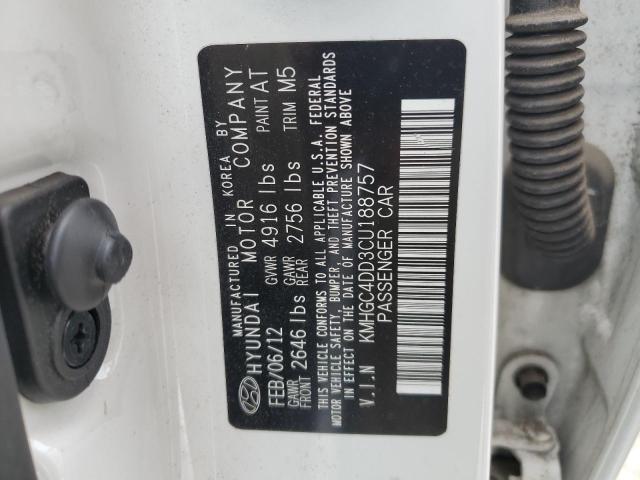 MANUFACTURED IN KOREA BY
HYUNDAI MOTOR COMPANY
FEB/06/12 GVWR 4916 lbs PAINT AT
GAWR FRONT 2646 lbs GAWR REAR 2756 lbs TRIM M5
THIS VEHICLE CONFORMS TO ALL APPLICABLE U.S.A. FEDERAL
MOTOR VEHICLE SAFETY, BUMPER, AND THEFT PREVENTION STANDARDS
IN EFFECT ON THE DATE OF MANUFACTURE SHOWN ABOVE
V.I.N KMHGC4DD3CU188757
PASSENGER CAR